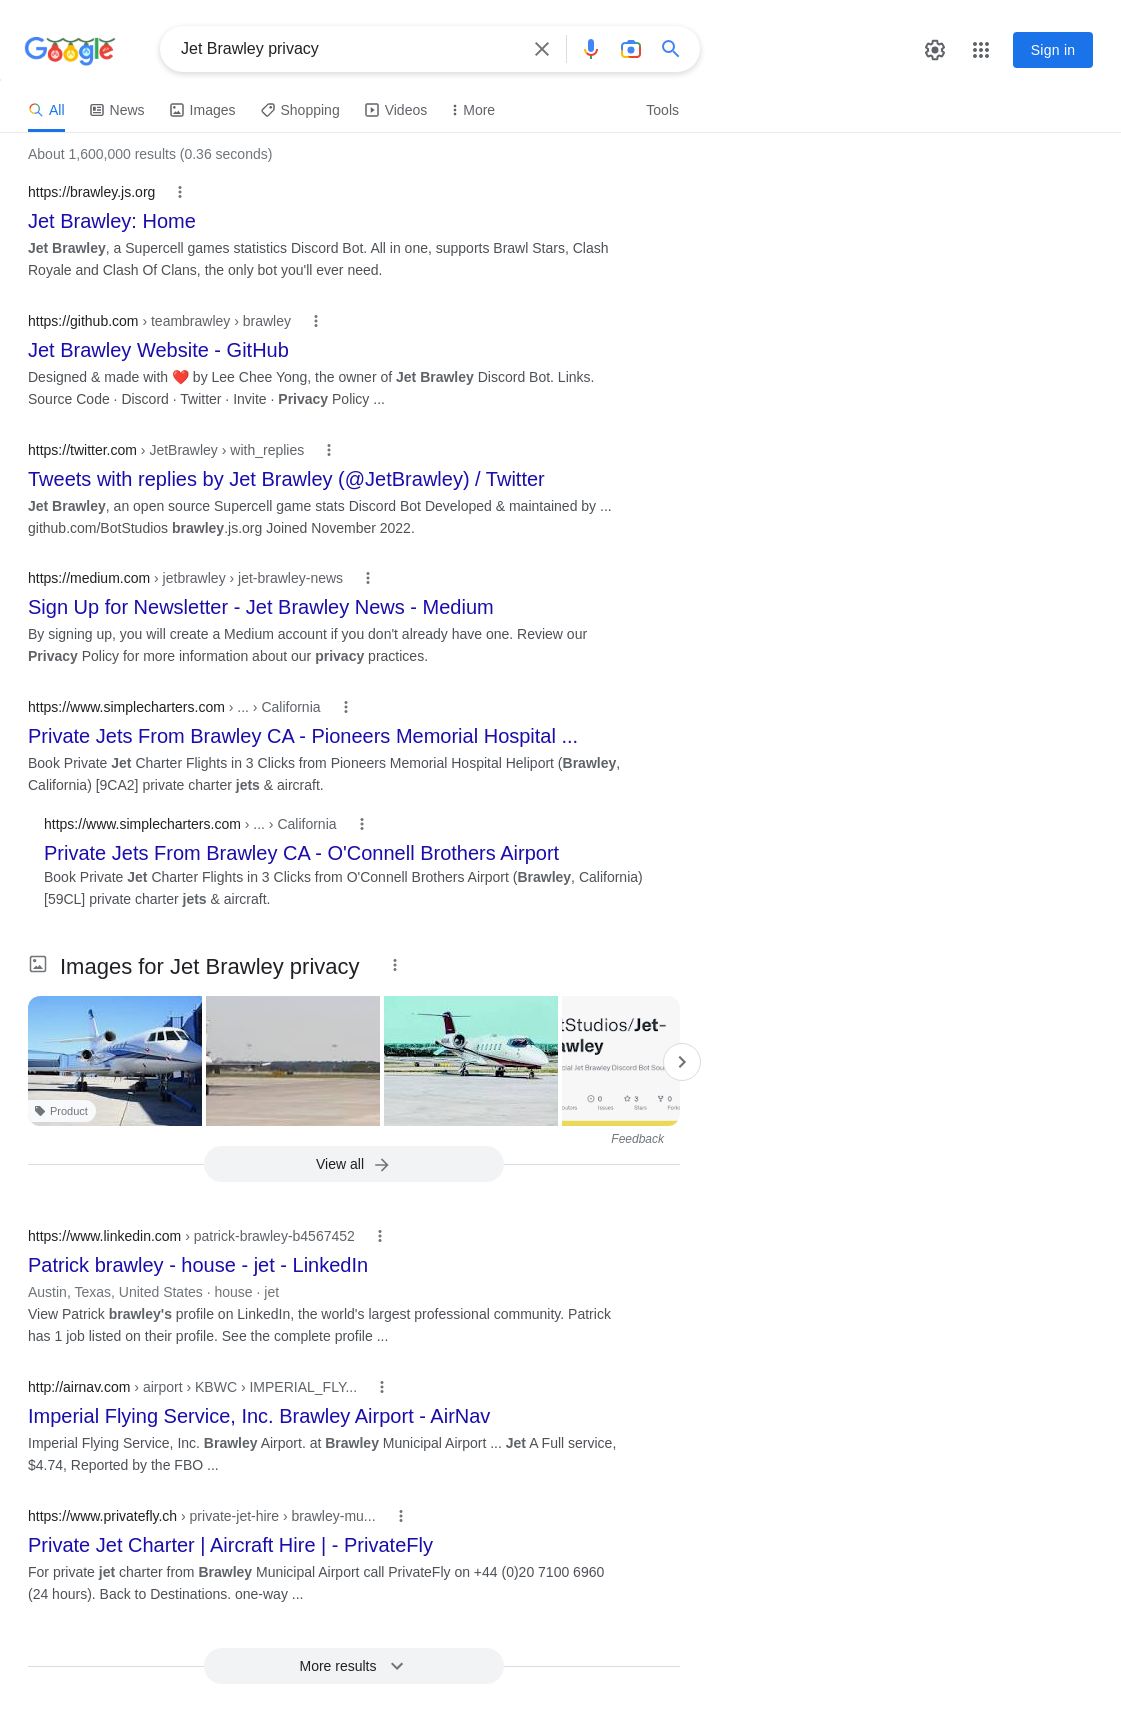 Google
Jet Brawley privacy
Sign in
All
News
Images
Shopping
Videos
More
Tools
About 1,600,000 results (0.36 seconds)
https://brawley.js.org
Jet Brawley: Home
Jet Brawley, a Supercell games statistics Discord Bot. All in one, supports Brawl Stars, Clash
Royale and Clash Of Clans, the only bot you'll ever need.
https://github.com › teambrawley › brawley
Jet Brawley Website - GitHub
Designed & made with ❤️ by Lee Chee Yong, the owner of Jet Brawley Discord Bot. Links.
Source Code · Discord · Twitter · Invite · Privacy Policy ...
https://twitter.com › JetBrawley › with_replies
Tweets with replies by Jet Brawley (@JetBrawley) / Twitter
Jet Brawley, an open source Supercell game stats Discord Bot Developed & maintained by ...
github.com/BotStudios brawley.js.org Joined November 2022.
https://medium.com › jetbrawley › jet-brawley-news
Sign Up for Newsletter - Jet Brawley News - Medium
By signing up, you will create a Medium account if you don't already have one. Review our
Privacy Policy for more information about our privacy practices.
https://www.simplecharters.com › ... › California
Private Jets From Brawley CA - Pioneers Memorial Hospital ...
Book Private Jet Charter Flights in 3 Clicks from Pioneers Memorial Hospital Heliport (Brawley,
California) [9CA2] private charter jets & aircraft.
https://www.simplecharters.com › ... › California
Private Jets From Brawley CA - O'Connell Brothers Airport
Book Private Jet Charter Flights in 3 Clicks from O'Connell Brothers Airport (Brawley, California)
[59CL] private charter jets & aircraft.
Images for Jet Brawley privacy
tStudios/Jet-
awley
cial Jet Brawley Discord Bot Sou
0 3 0
Issues Stars Forks
Product
Feedback
View all
https://www.linkedin.com › patrick-brawley-b4567452
Patrick brawley - house - jet - LinkedIn
Austin, Texas, United States · house · jet
View Patrick brawley's profile on LinkedIn, the world's largest professional community. Patrick
has 1 job listed on their profile. See the complete profile ...
http://airnav.com › airport › KBWC › IMPERIAL_FLY...
Imperial Flying Service, Inc. Brawley Airport - AirNav
Imperial Flying Service, Inc. Brawley Airport. at Brawley Municipal Airport ... Jet A Full service,
$4.74, Reported by the FBO ...
https://www.privatefly.ch › private-jet-hire › brawley-mu...
Private Jet Charter | Aircraft Hire | - PrivateFly
For private jet charter from Brawley Municipal Airport call PrivateFly on +44 (0)20 7100 6960
(24 hours). Back to Destinations. one-way ...
More results